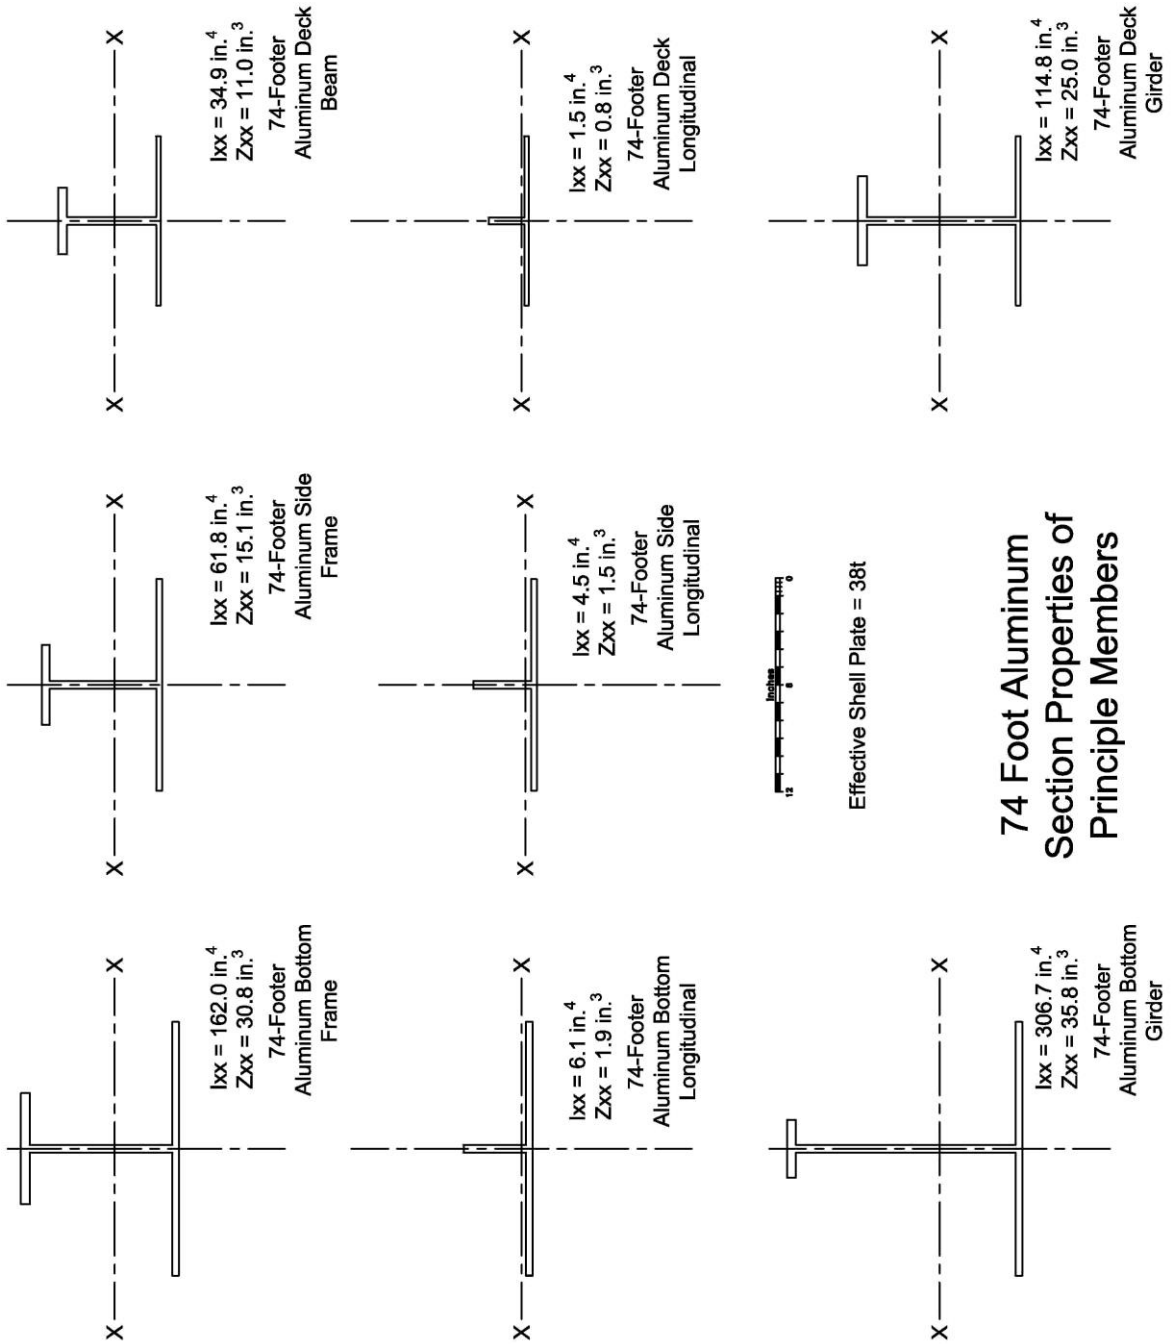 X X
Ixx = 162.0 in.⁴
Zxx = 30.8 in.³
74-Footer
Aluminum Bottom
Frame
X X
Ixx = 61.8 in.⁴
Zxx = 15.1 in.³
74-Footer
Aluminum Side
Frame
X X
Ixx = 34.9 in.⁴
Zxx = 11.0 in.³
74-Footer
Aluminum Deck
Beam
X X
Ixx = 6.1 in.⁴
Zxx = 1.9 in.³
74-Footer
Aluminum Bottom
Longitudinal
X X
Ixx = 4.5 in.⁴
Zxx = 1.5 in.³
74-Footer
Aluminum Side
Longitudinal
X X
Ixx = 1.5 in.⁴
Zxx = 0.8 in.³
74-Footer
Aluminum Deck
Longitudinal
Inches
12 6 0
Effective Shell Plate = 38t
X X
Ixx = 306.7 in.⁴
Zxx = 35.8 in.³
74-Footer
Aluminum Bottom
Girder
74 Foot Aluminum
Section Properties of
Principle Members
X X
Ixx = 114.8 in.⁴
Zxx = 25.0 in.³
74-Footer
Aluminum Deck
Girder